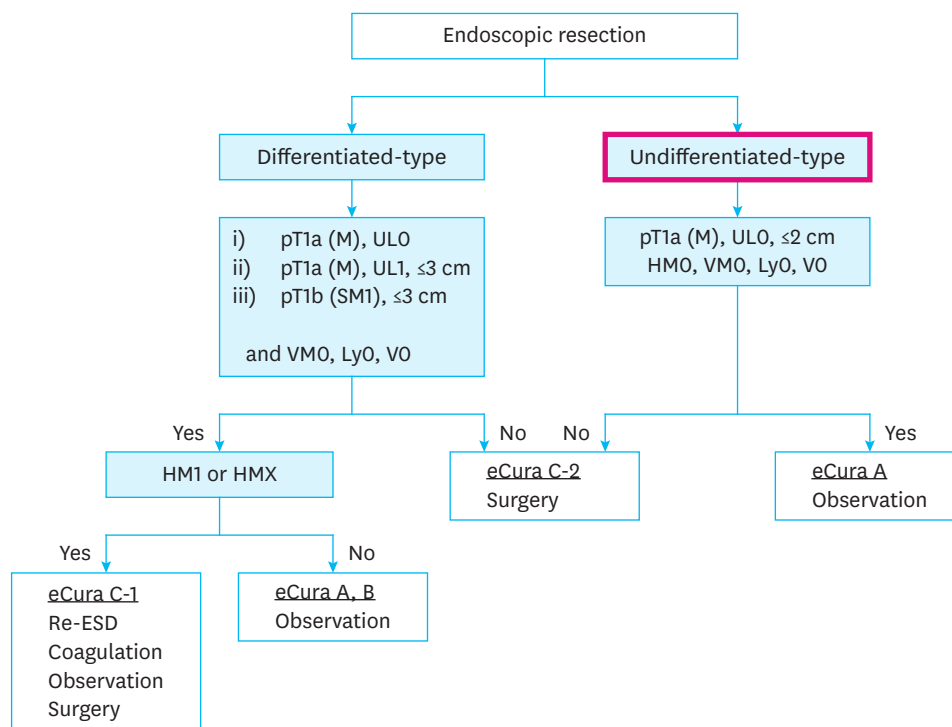 Endoscopic resection
Differentiated-type
Undifferentiated-type
i) pT1a (M), UL0
ii) pT1a (M), UL1, ≤3 cm
iii) pT1b (SM1), ≤3 cm
and VM0, Ly0, V0
pT1a (M), UL0, ≤2 cm
HM0, VM0, Ly0, V0
Yes
No
No
Yes
HM1 or HMX
eCura C-2
Surgery
eCura A
Observation
Yes
No
eCura C-1
Re-ESD
Coagulation
Observation
Surgery
eCura A, B
Observation